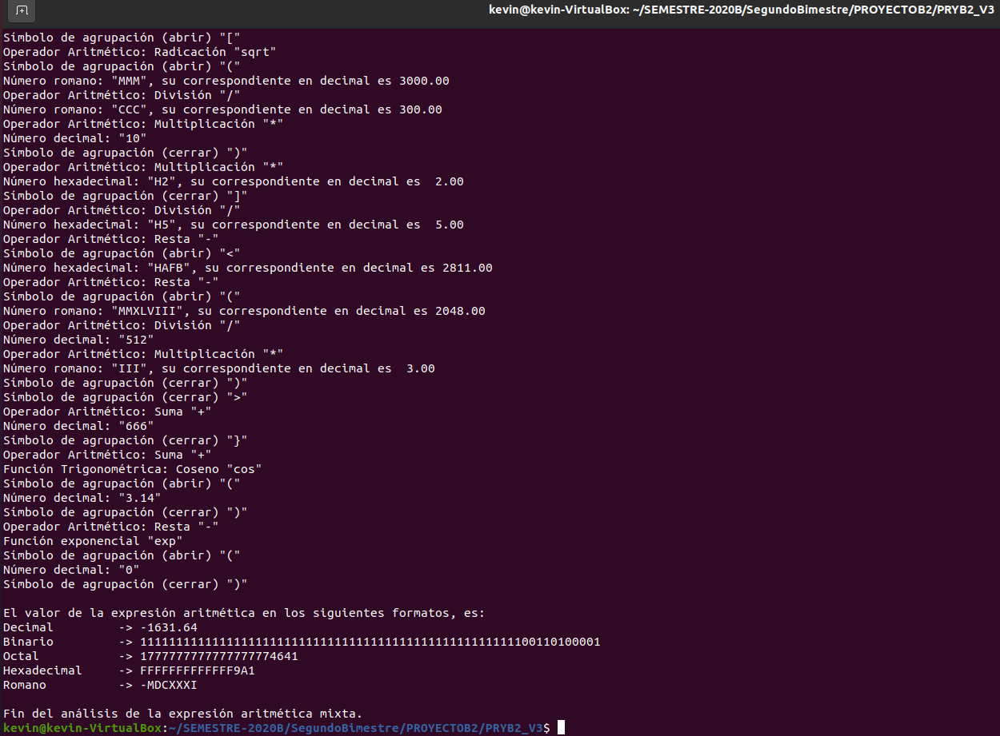 kevin@kevin-VirtualBox: ~/SEMESTRE-2020B/SegundoBimestre/PROYECTOB2/PRYB2_V3
Símbolo de agrupación (abrir) "["
Operador Aritmético: Radicación "sqrt"
Símbolo de agrupación (abrir) "("
Número romano: "MMM", su correspondiente en decimal es 3000.00
Operador Aritmético: División "/"
Número romano: "CCC", su correspondiente en decimal es 300.00
Operador Aritmético: Multiplicación "*"
Número decimal: "10"
Símbolo de agrupación (cerrar) ")"
Operador Aritmético: Multiplicación "*"
Número hexadecimal: "H2", su correspondiente en decimal es  2.00
Símbolo de agrupación (cerrar) "]"
Operador Aritmético: División "/"
Número hexadecimal: "H5", su correspondiente en decimal es  5.00
Operador Aritmético: Resta "-"
Símbolo de agrupación (abrir) "<"
Número hexadecimal: "HAFB", su correspondiente en decimal es 2811.00
Operador Aritmético: Resta "-"
Símbolo de agrupación (abrir) "("
Número romano: "MMXLVIII", su correspondiente en decimal es 2048.00
Operador Aritmético: División "/"
Número decimal: "512"
Operador Aritmético: Multiplicación "*"
Número romano: "III", su correspondiente en decimal es  3.00
Símbolo de agrupación (cerrar) ")"
Símbolo de agrupación (cerrar) ">"
Operador Aritmético: Suma "+"
Número decimal: "666"
Símbolo de agrupación (cerrar) "}"
Operador Aritmético: Suma "+"
Función Trigonométrica: Coseno "cos"
Símbolo de agrupación (abrir) "("
Número decimal: "3.14"
Símbolo de agrupación (cerrar) ")"
Operador Aritmético: Resta "-"
Función exponencial "exp"
Símbolo de agrupación (abrir) "("
Número decimal: "0"
Símbolo de agrupación (cerrar) ")"
El valor de la expresión aritmética en los siguientes formatos, es:
Decimal         -> -1631.64
Binario         -> 1111111111111111111111111111111111111111111111111111100110100001
Octal           -> 1777777777777777774641
Hexadecimal     -> FFFFFFFFFFFFF9A1
Romano          -> -MDCXXXI
Fin del análisis de la expresión aritmética mixta.
kevin@kevin-VirtualBox:~/SEMESTRE-2020B/SegundoBimestre/PROYECTOB2/PRYB2_V3$